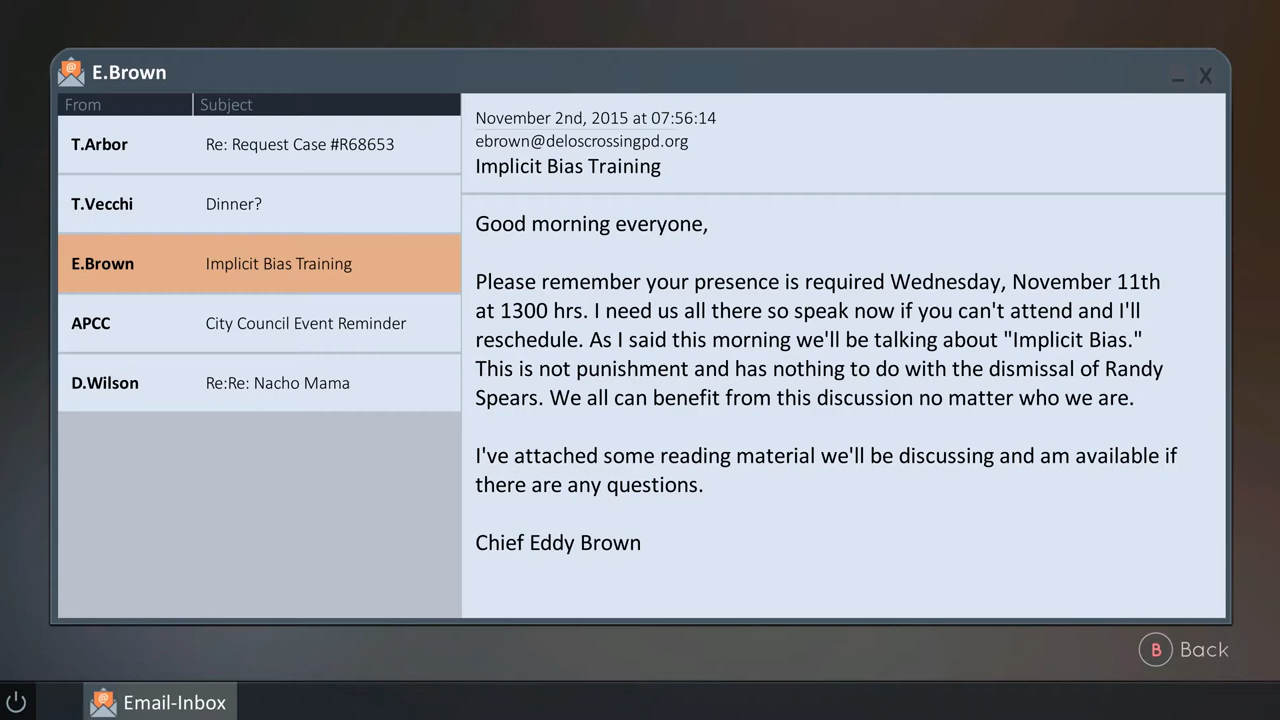 E.Brown
From Subject
T.Arbor Re: Request Case #R68653
T.Vecchi Dinner?
E.Brown Implicit Bias Training
APCC City Council Event Reminder
D.Wilson Re:Re: Nacho Mama
November 2nd, 2015 at 07:56:14
ebrown@deloscrossingpd.org
Implicit Bias Training
Good morning everyone,
Please remember your presence is required Wednesday, November 11th
at 1300 hrs. I need us all there so speak now if you can't attend and I'll
reschedule. As I said this morning we'll be talking about "Implicit Bias."
This is not punishment and has nothing to do with the dismissal of Randy
Spears. We all can benefit from this discussion no matter who we are.
I've attached some reading material we'll be discussing and am available if
there are any questions.
Chief Eddy Brown
B Back
Email-Inbox